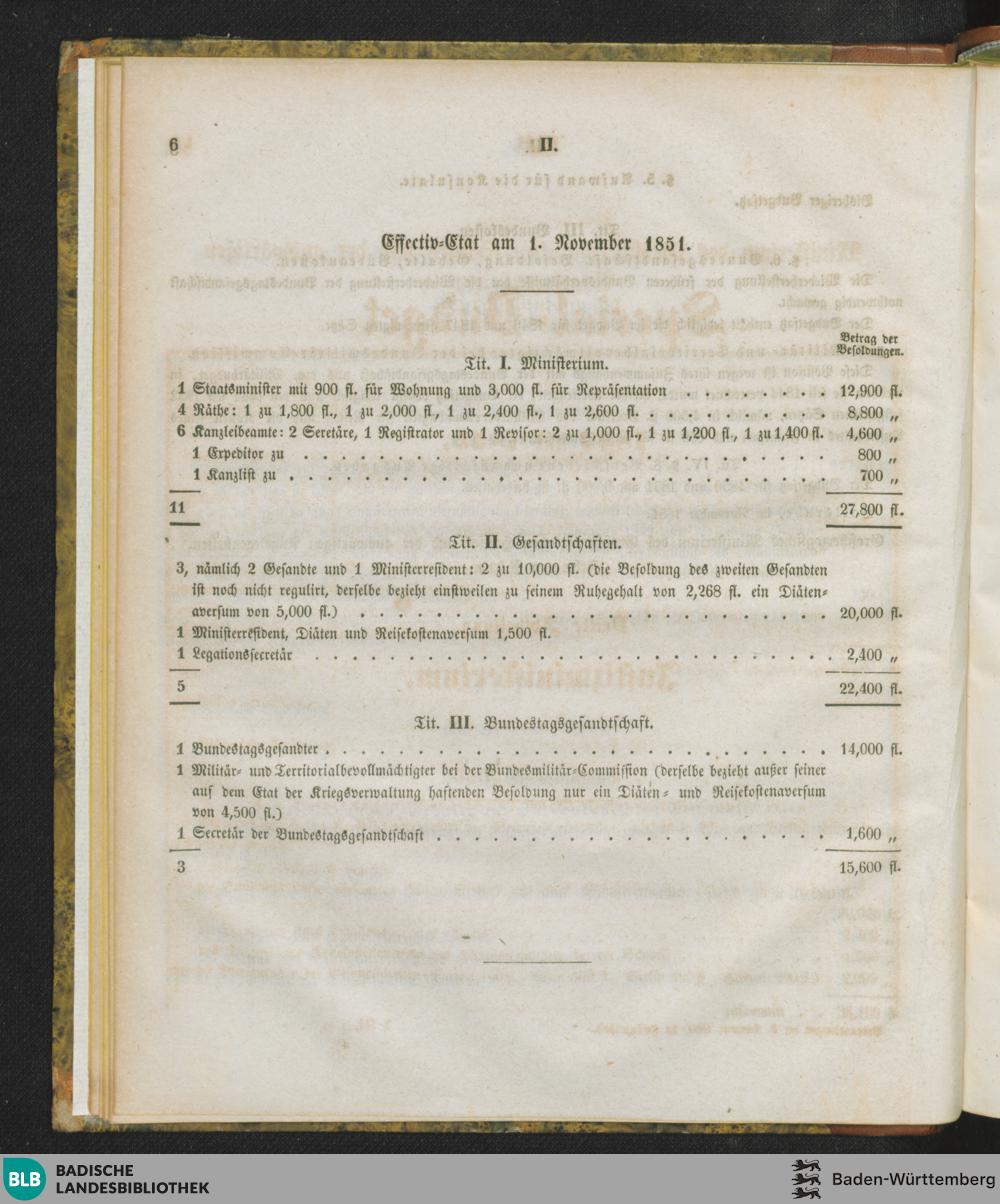 6
II.
Effectiv-Etat am 1. November 1851.
Betrag der
Besoldungen.
Tit. I. Ministerium.
1 Staatsminister mit 900 fl. für Wohnung und 3,000 fl. für Repräsentation . . . . . . . . 12,900 fl.
4 Räthe: 1 zu 1,800 fl., 1 zu 2,000 fl., 1 zu 2,400 fl., 1 zu 2,600 fl. . . . . . . . . . 8,800 „
6 Kanzleibeamte: 2 Seretäre, 1 Registrator und 1 Revisor: 2 zu 1,000 fl., 1 zu 1,200 fl., 1 zu 1,400 fl. 4,600 „
1 Expeditor zu . . . . . . . . . . . . . . . . . . . . . . . . . 800 „
1 Kanzlist zu . . . . . . . . . . . . . . . . . . . . . . . . . 700 „
11 27,800 fl.
Tit. II. Gesandtschaften.
3, nämlich 2 Gesandte und 1 Ministerresident: 2 zu 10,000 fl. (die Besoldung des zweiten Gesandten
ist noch nicht regulirt, derselbe bezieht einstweilen zu seinem Ruhegehalt von 2,268 fl. ein Diäten-
aversum von 5,000 fl.) . . . . . . . . . . . . . . . . . . . . . . 20,000 fl.
1 Ministerresident, Diäten und Reisekostenaversum 1,500 fl.
1 Legationssecretär . . . . . . . . . . . . . . . . . . . . . . . . 2,400 „
5 22,400 fl.
Tit. III. Bundestagsgesandtschaft.
1 Bundestagsgesandter . . . . . . . . . . . . . . . . . . . . . . . 14,000 fl.
1 Militär- und Territorialbevollmächtigter bei der Bundesmilitär-Commission (derselbe bezieht außer seiner
auf dem Etat der Kriegsverwaltung haftenden Besoldung nur ein Diäten- und Reisekostenaversum
von 4,500 fl.)
1 Secretär der Bundestagsgesandtschaft . . . . . . . . . . . . . . . . . . 1,600 „
3 15,600 fl.
BLB BADISCHE
LANDESBIBLIOTHEK
Baden-Württemberg